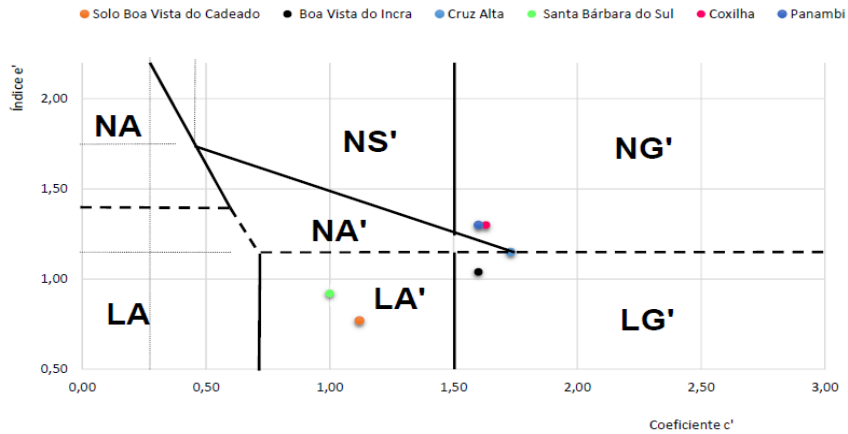 Solo Boa Vista do Cadeado Boa Vista do Incra Cruz Alta Santa Bárbara do Sul Coxilha Panambi
Índice e'
2,00
NA NS' NG'
1,50
NA'
1,00
LA LA' LG'
0,50
0,00 0,50 1,00 1,50 2,00 2,50 3,00
Coeficiente c'